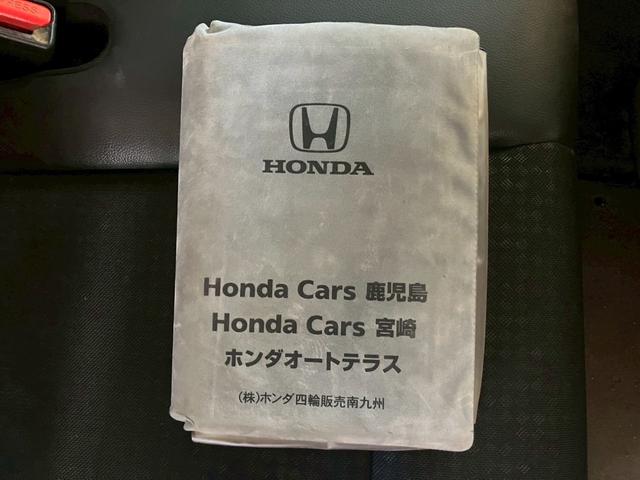 HONDA
Honda Cars 鹿児島
Honda Cars 宮崎
ホンダオートテラス
(株)ホンダ四輪販売南九州